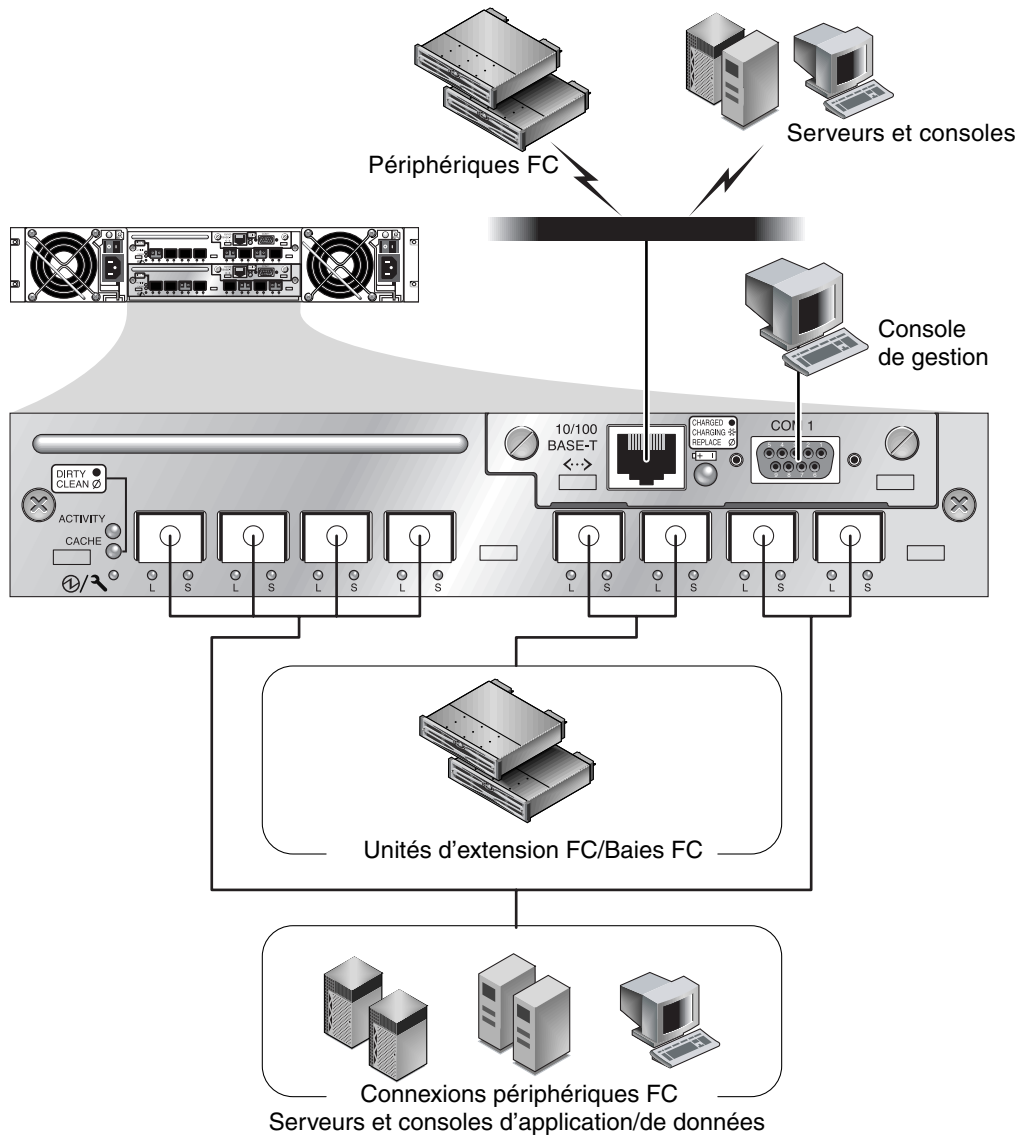 Périphériques FC
Serveurs et consoles
Console
de gestion
10/100
BASE-T
<···>
CHARGED ●
CHARGING ☼
REPLACE Ø
+ I
COM 1
DIRTY ●
CLEAN Ø
ACTIVITY
CACHE
L S L S L S L S L S L S L S L S
Unités d'extension FC/Baies FC
Connexions périphériques FC
Serveurs et consoles d'application/de données